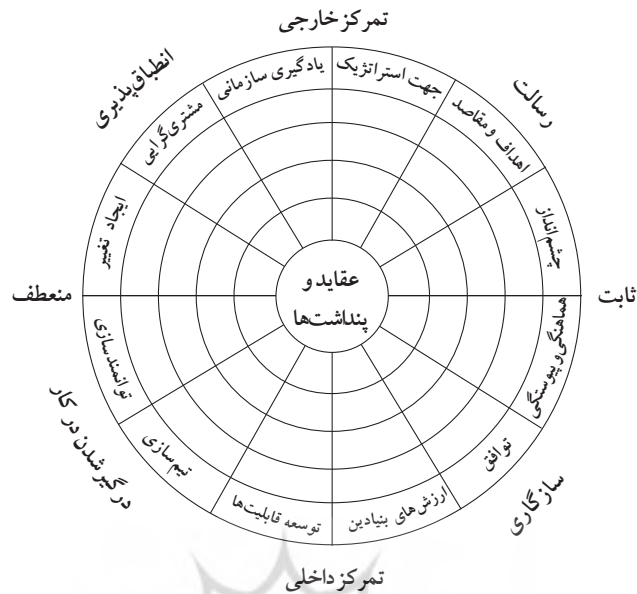 تمرکز خارجی
انطباق‌پذیری
رسالت
یادگیری سازمانی
جهت استراتژیک
مشتری‌گرایی
اهداف و مقاصد
ایجاد تغییر
چشم‌انداز
عقاید و
پنداشت‌ها
منعطف
ثابت
توانمندسازی
هماهنگی و پیوستگی
تیم‌سازی
توافق
توسعه قابلیت‌ها
ارزش‌های بنیادین
درگیر شدن در کار
سازگاری
تمرکز داخلی